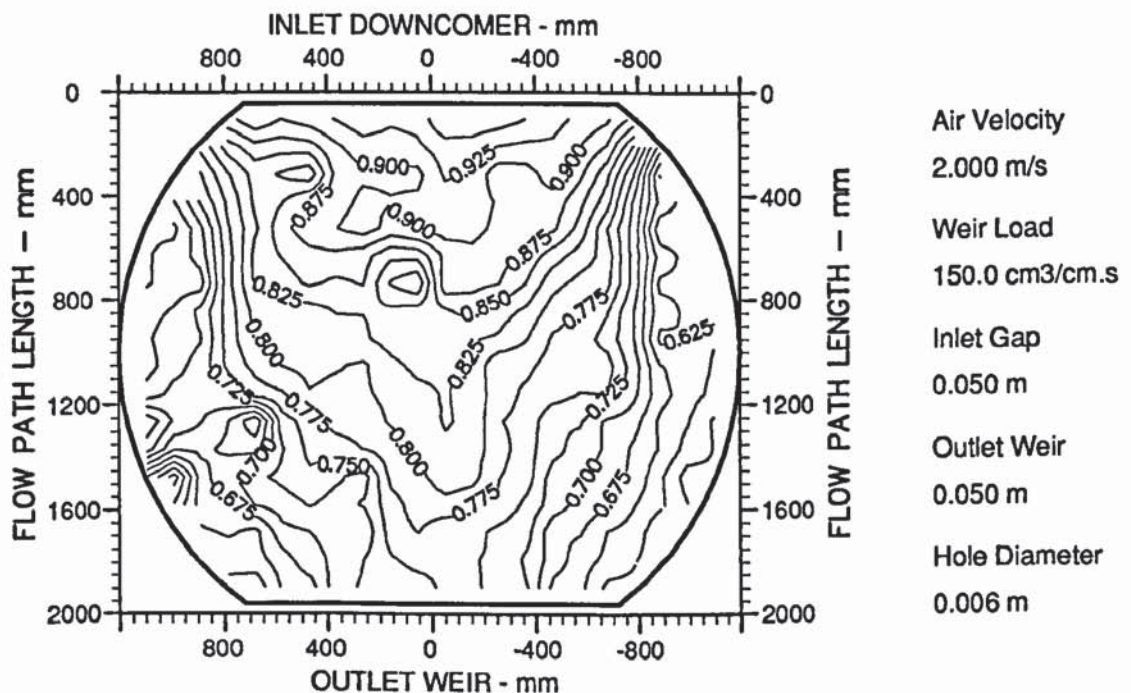 INLET DOWNCOMER - mm
800 400 0 -400 -800
0 0
400 400
800 800
1200 1200
1600 1600
2000 2000
FLOW PATH LENGTH — mm
FLOW PATH LENGTH — mm
0.900
0.925
0.900
0.875
0.900
0.875
0.825
0.850
0.775
0.625
0.800
0.825
0.725
0.775
0.725
0.700
0.750
0.800
0.700
0.675
0.775
0.675
800 400 0 -400 -800
OUTLET WEIR - mm
Air Velocity
2.000 m/s
Weir Load
150.0 cm3/cm.s
Inlet Gap
0.050 m
Outlet Weir
0.050 m
Hole Diameter
0.006 m